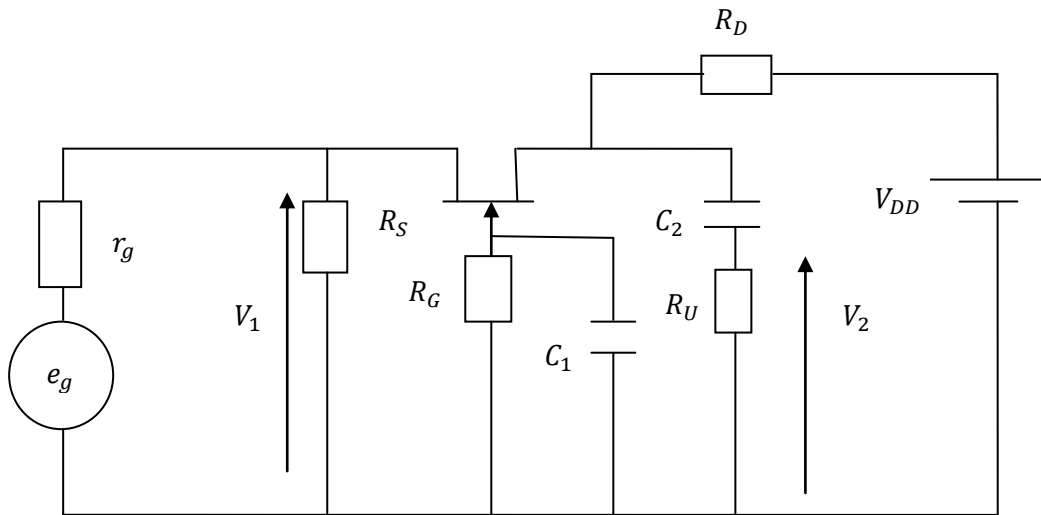 R_D
V_DD
R_S
C_2
r_g
R_G
R_U
V_1
V_2
C_1
e_g